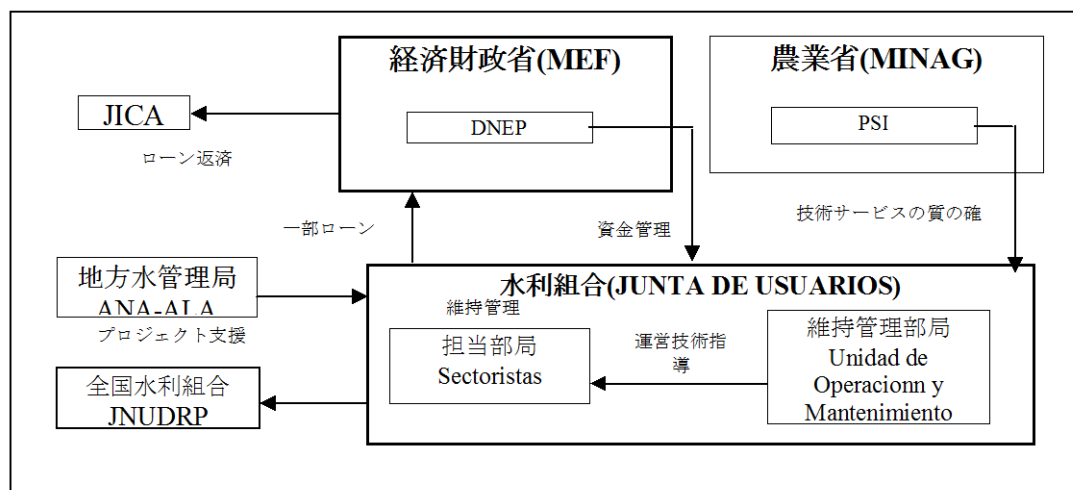 経済財政省(MEF)
農業省(MINAG)
JICA
DNEP
PSI
ローン返済
一部ローン
資金管理
技術サービスの質の確
地方水管理局
ANA-ALA
プロジェクト支援
水利組合(JUNTA DE USUARIOS)
維持管理
担当部局
Sectoristas
運営技術指
導
維持管理部局
Unidad de
Operacionn y
Mantenimiento
全国水利組合
JNUDRP